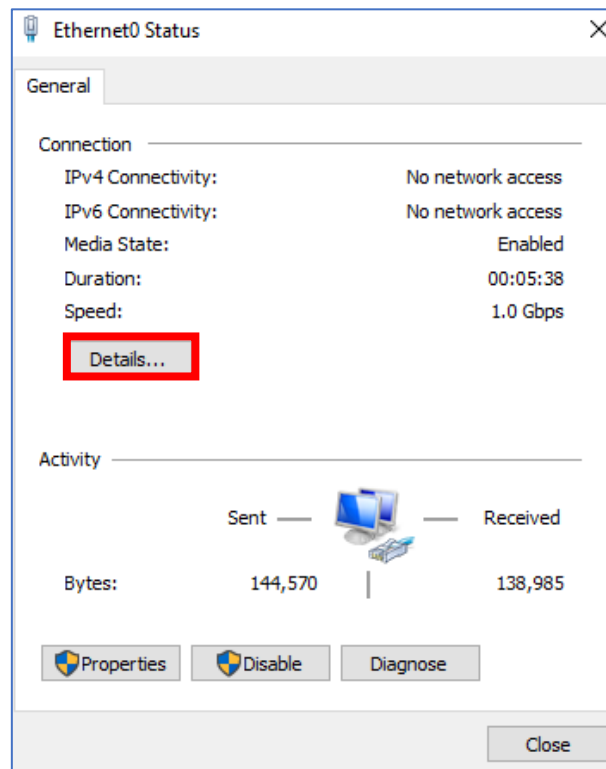 Ethernet0 Status
General
Connection
IPv4 Connectivity: No network access
IPv6 Connectivity: No network access
Media State: Enabled
Duration: 00:05:38
Speed: 1.0 Gbps
Details...
Activity
Sent Received
Bytes: 144,570 138,985
Properties Disable Diagnose
Close